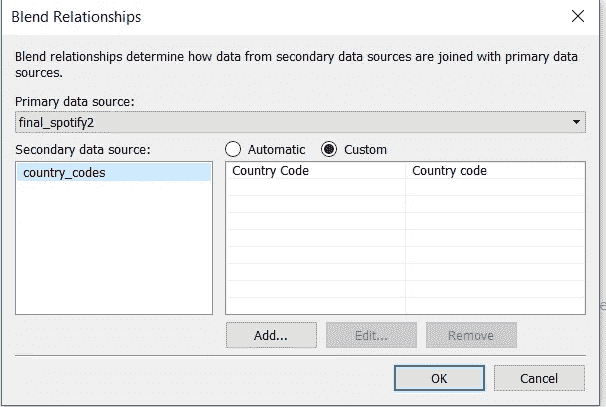 Blend Relationships
Blend relationships determine how data from secondary data sources are joined with primary data
sources.
Primary data source:
final_spotify2
Secondary data source:
Automatic
Custom
country_codes
Country Code
Country code
Add...
Edit...
Remove
OK
Cancel